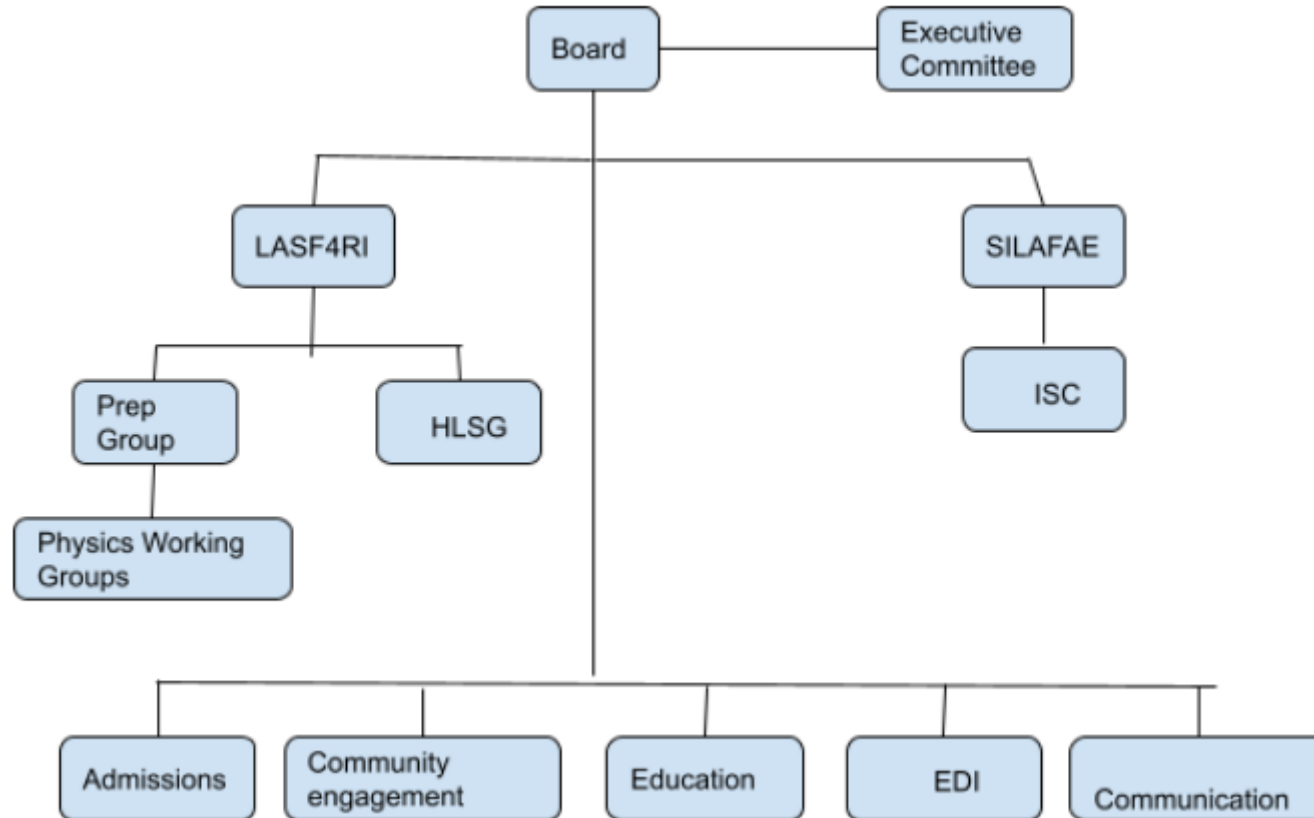 Board
Executive
Committee
LASF4RI
SILAFAE
Prep
Group
HLSG
ISC
Physics Working
Groups
Admissions
Community
engagement
Education
EDI
Communication